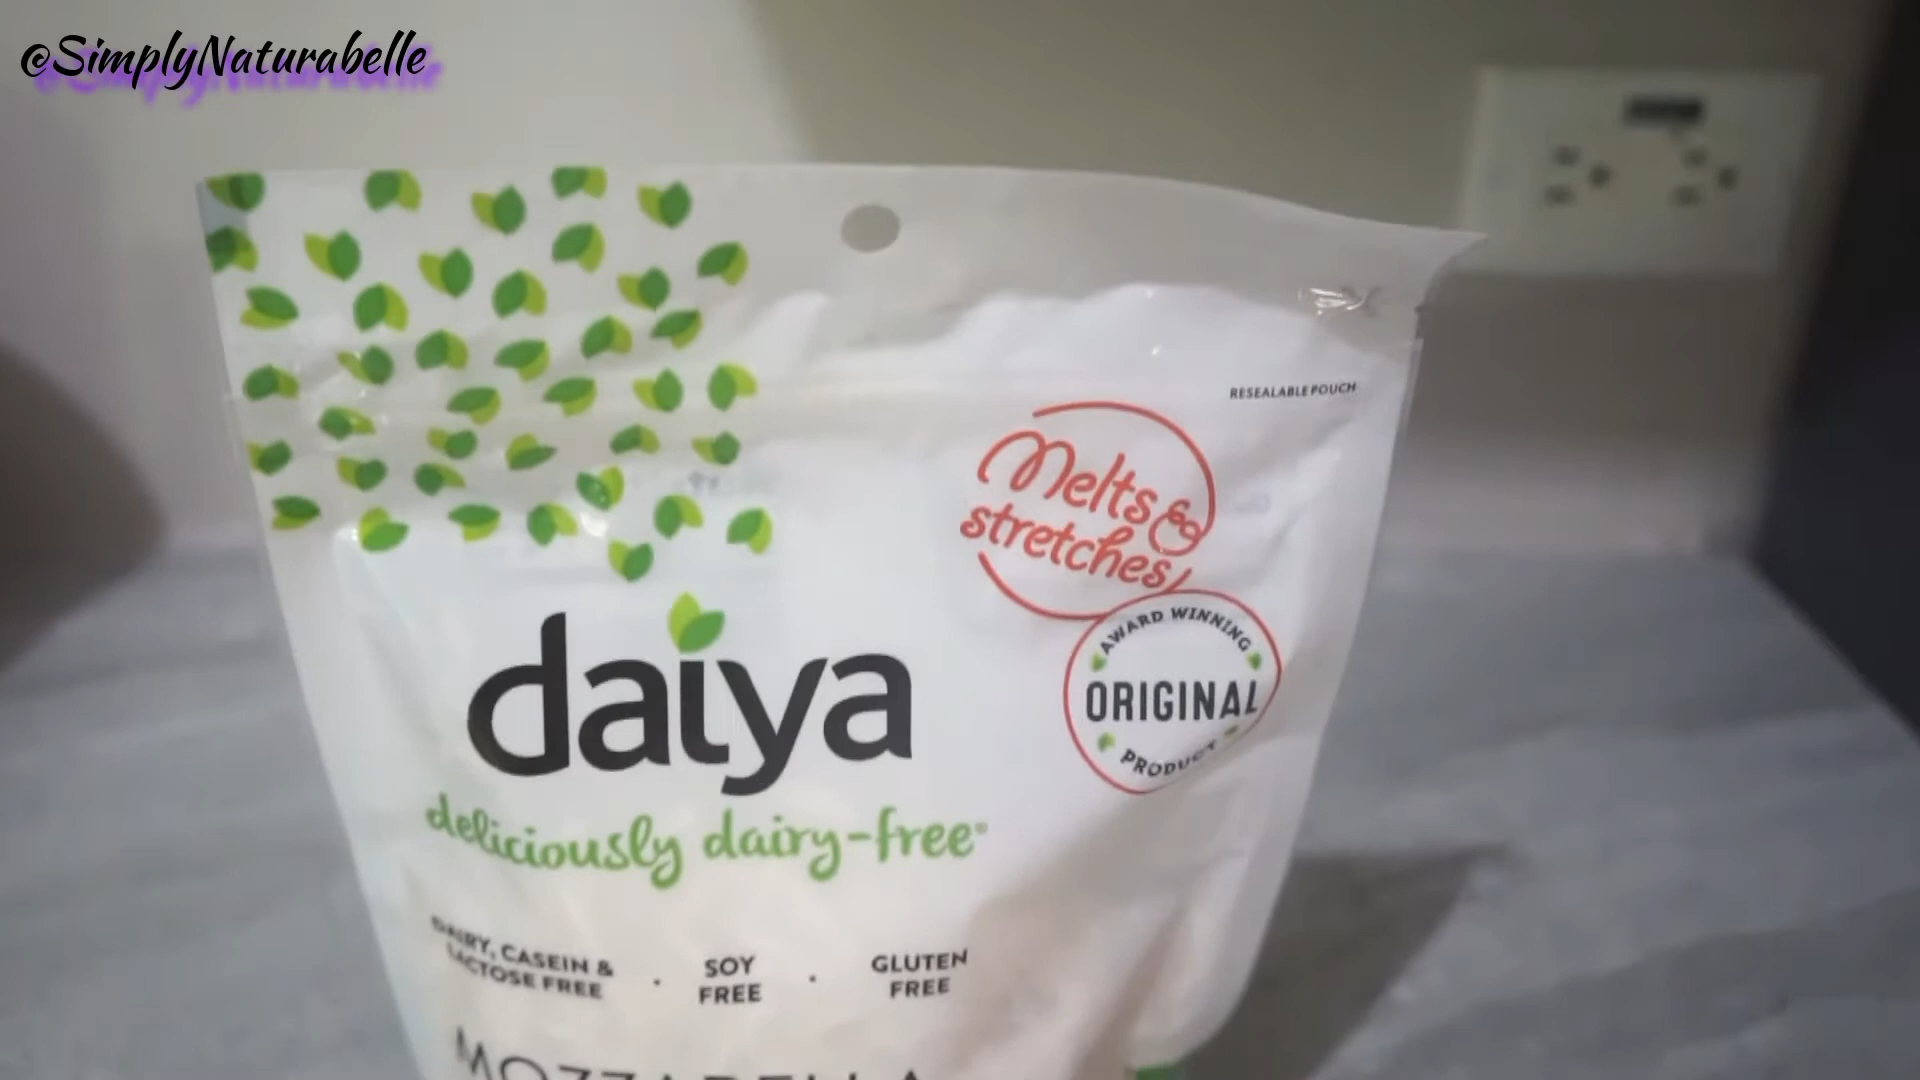 @SimplyNaturabelle
RESEALABLE POUCH
Melts &
stretches
AWARD WINNING
ORIGINAL
PRODUCT
daiya
deliciously dairy-free
DAIRY, CASEIN &
LACTOSE FREE
· SOY
FREE
· GLUTEN
FREE
MOZZARELLA